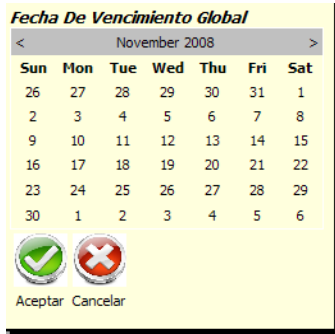 Fecha De Vencimiento Global
< November 2008 >
Sun Mon Tue Wed Thu Fri Sat
26 27 28 29 30 31 1
2 3 4 5 6 7 8
9 10 11 12 13 14 15
16 17 18 19 20 21 22
23 24 25 26 27 28 29
30 1 2 3 4 5 6
Aceptar Cancelar